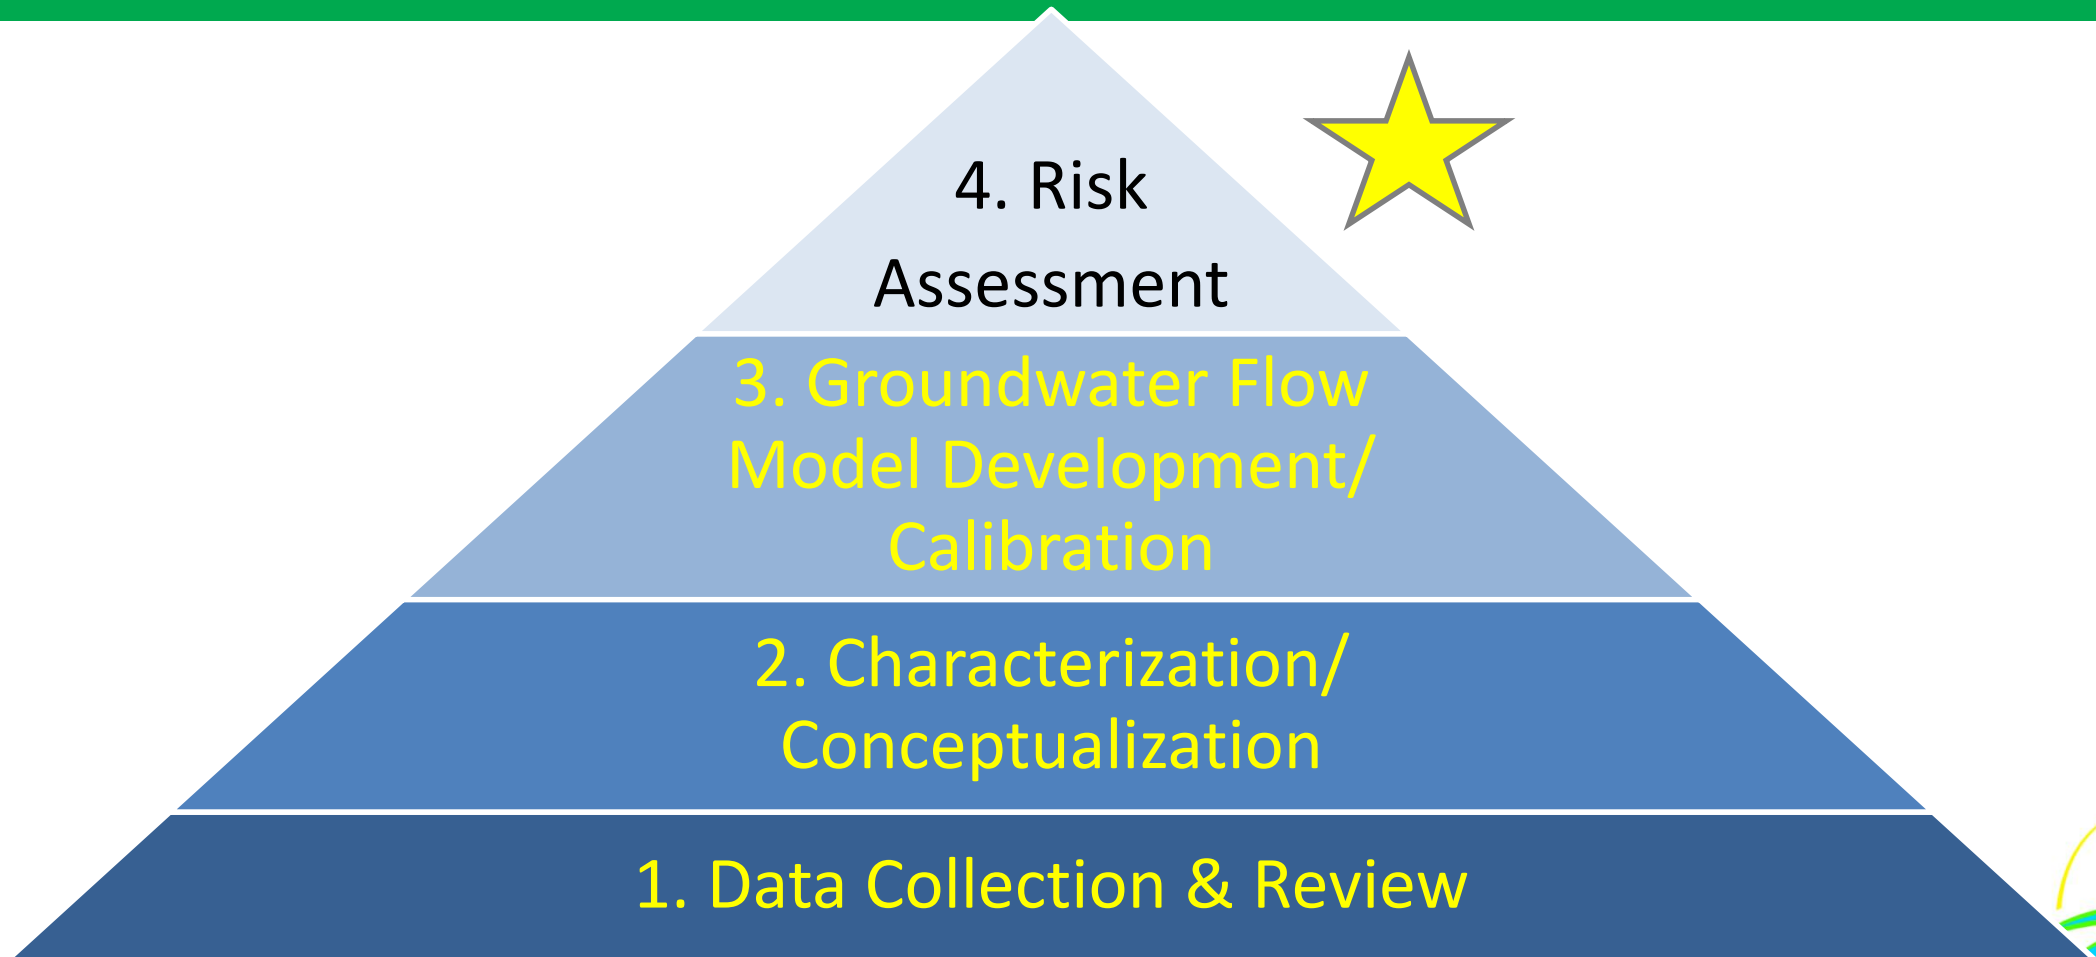 4. Risk
Assessment
3. Groundwater Flow
Model Development/
Calibration
2. Characterization/
Conceptualization
1. Data Collection & Review